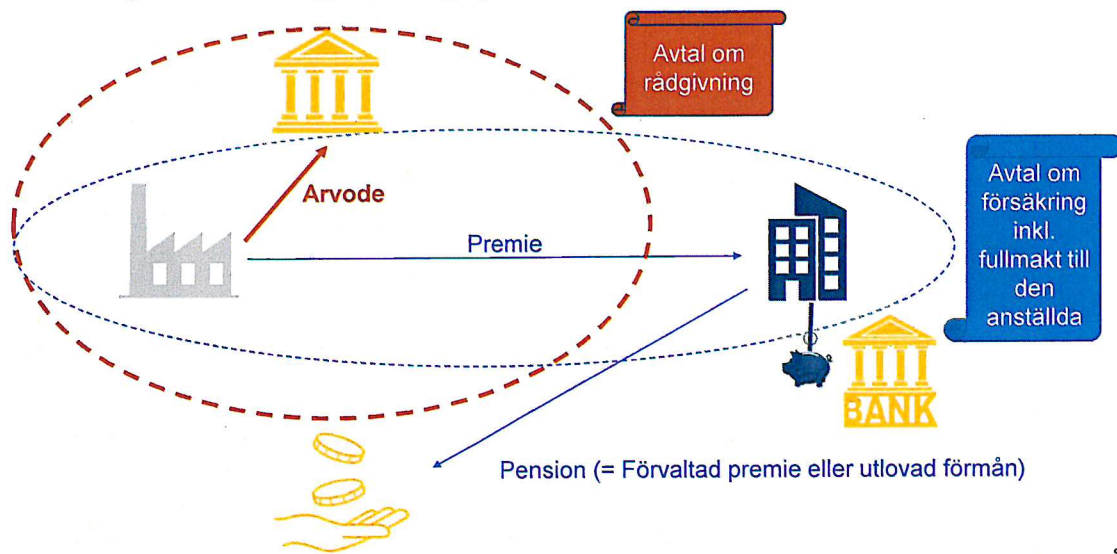 Avtal om
rådgivning
Arvode
Avtal om
försäkring
inkl.
fullmakt till
den
anställda
Premie
BANK
Pension (= Förvaltad premie eller utlovad förmån)